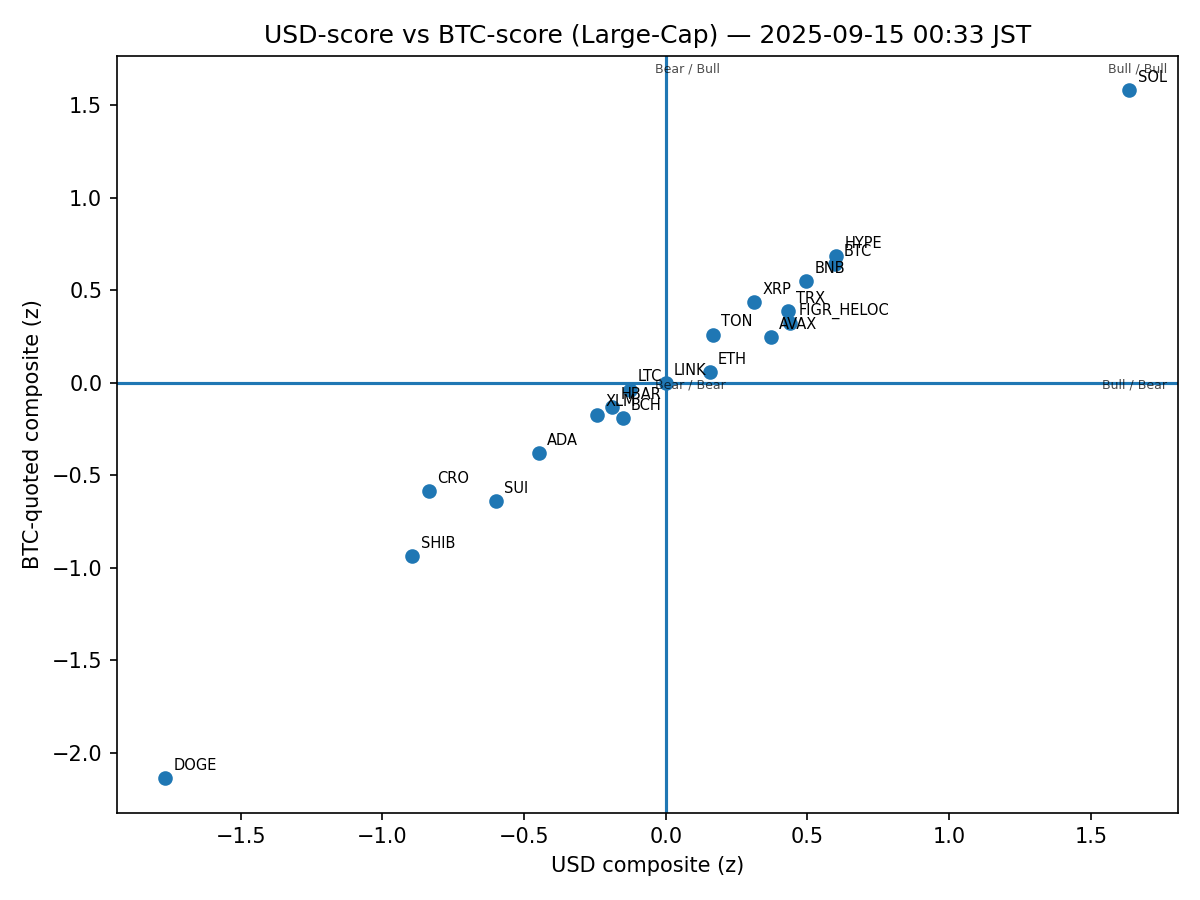 USD-score vs BTC-score (Large-Cap) — 2025-09-15 00:33 JST
Bear / Bull
Bull / Bull
SOL
1.5
1.0
HYPE
BTC
BNB
0.5
XRP
TRX
FIGR_HELOC
TON
AVAX
ETH
LINK
LTC
0.0
Bear / Bear
Bull / Bear
HBAR
XLM
BCH
ADA
−0.5
CRO
SUI
SHIB
−1.0
−1.5
−2.0
DOGE
BTC-quoted composite (z)
−1.5
−1.0
−0.5
0.0
0.5
1.0
1.5
USD composite (z)